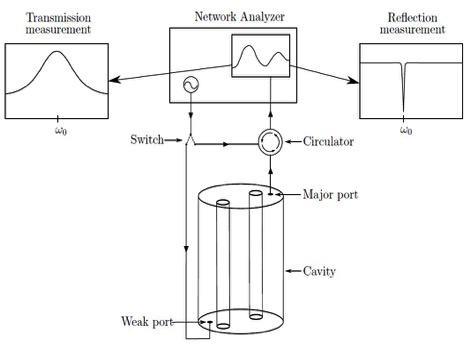 Transmission
measurement
Network Analyzer
Reflection
measurement
ω0
ω0
Switch
Circulator
Major port
Cavity
Weak port